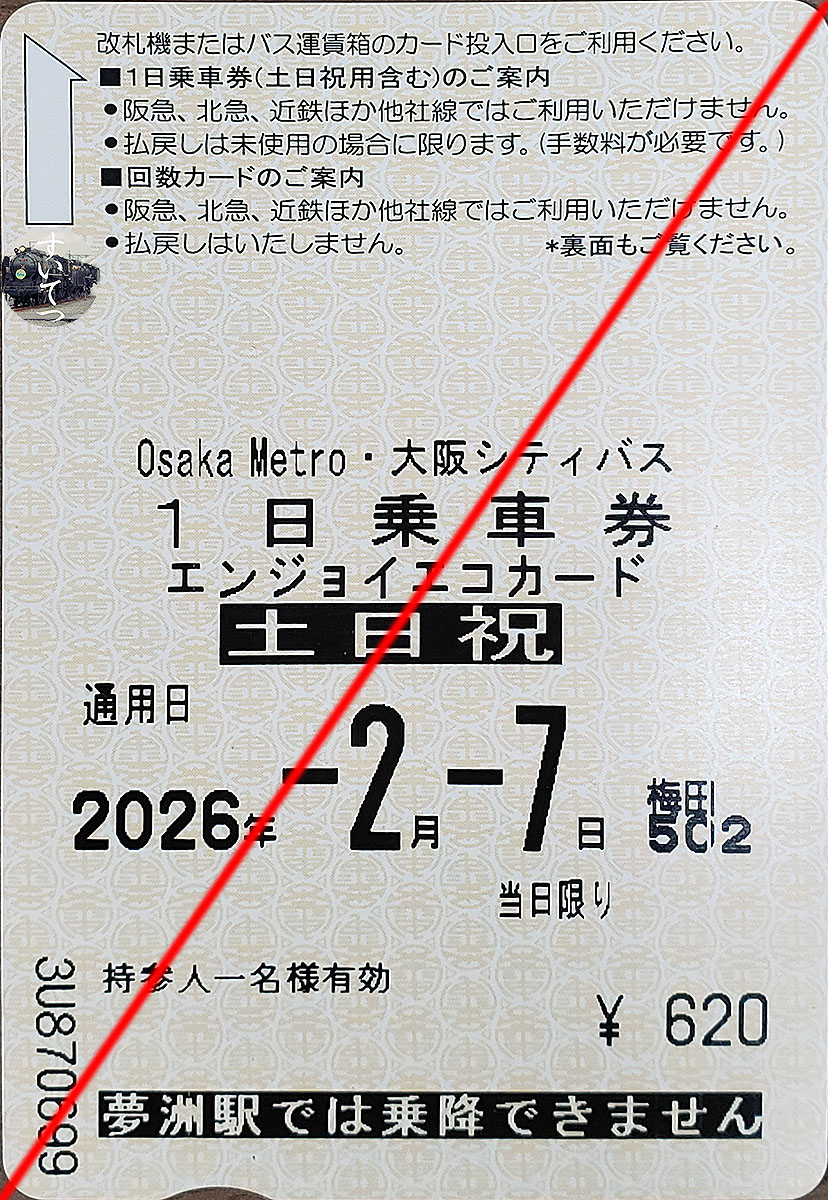 改札機またはバス運賃箱のカード投入口をご利用ください。
■1日乗車券(土日祝用含む)のご案内
●阪急、北急、近鉄ほか他社線ではご利用いただけません。
●払戻しは未使用の場合に限ります。(手数料が必要です。)
■回数カードのご案内
●阪急、北急、近鉄ほか他社線ではご利用いただけません。
●払戻しはいたしません。 *裏面もご覧ください。
すいてつ
Osaka Metro・大阪シティバス
1日乗車券
エンジョイエコカード
土日祝
通用日
2026年-2月-7日 梅田
502
当日限り
持参人一名様有効
¥ 620
3U870699
夢洲駅では乗降できません